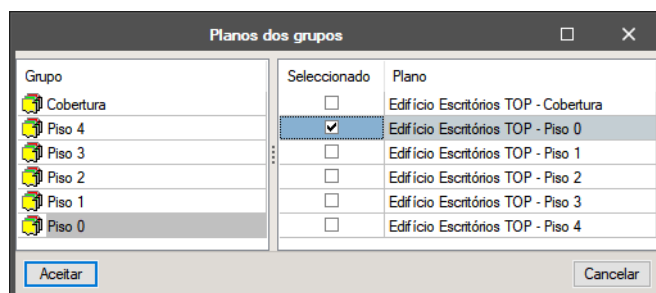 Planos dos grupos
Grupo Seleccionado Plano
Cobertura Edifício Escritórios TOP - Cobertura
Piso 4 Edifício Escritórios TOP - Piso 0
Piso 3 Edifício Escritórios TOP - Piso 1
Piso 2 Edifício Escritórios TOP - Piso 2
Piso 1 Edifício Escritórios TOP - Piso 3
Piso 0 Edifício Escritórios TOP - Piso 4
Aceitar Cancelar